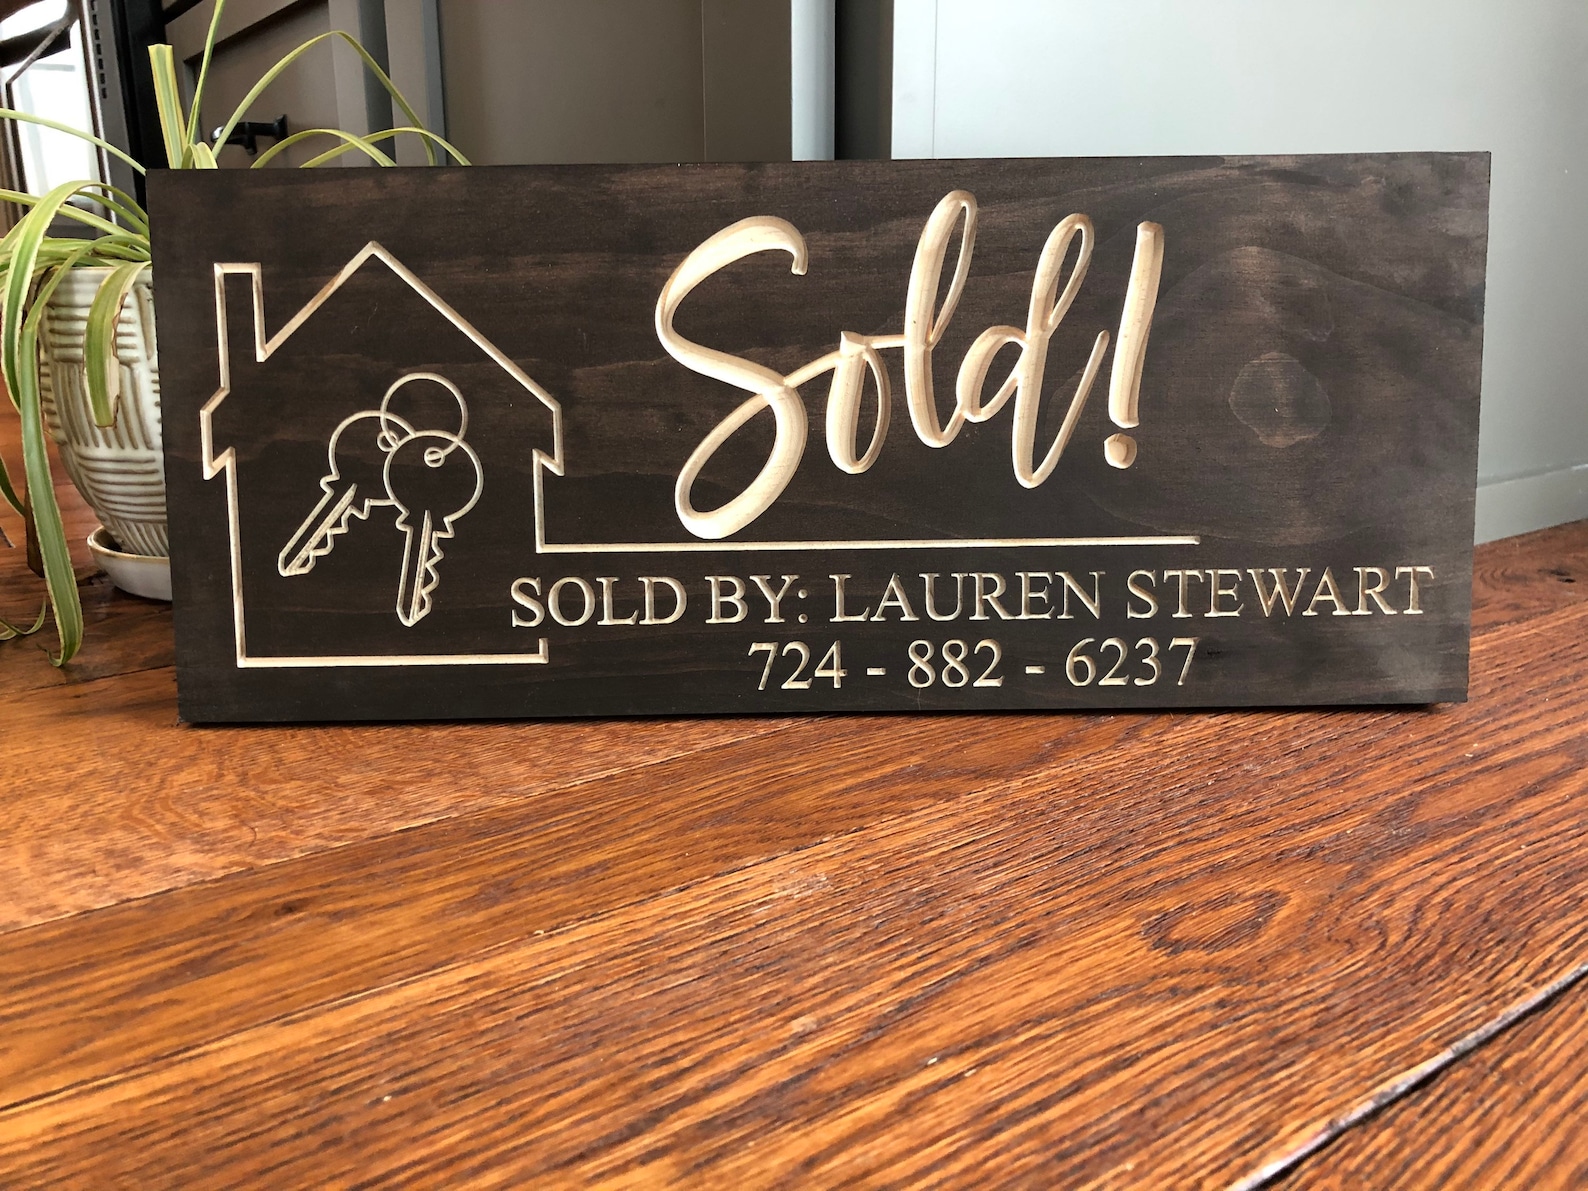 Sold!
SOLD BY: LAUREN STEWART
724 - 882 - 6237